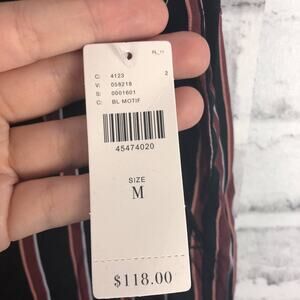 C: 4123 2
V: 058218
S: 0001601
C: BL MOTIF
45474020
SIZE
M
$118.00